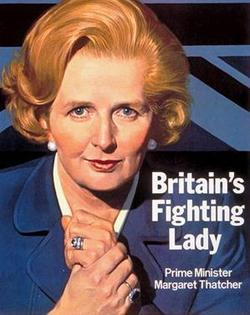 Britain's
Fighting
Lady
Prime Minister
Margaret Thatcher